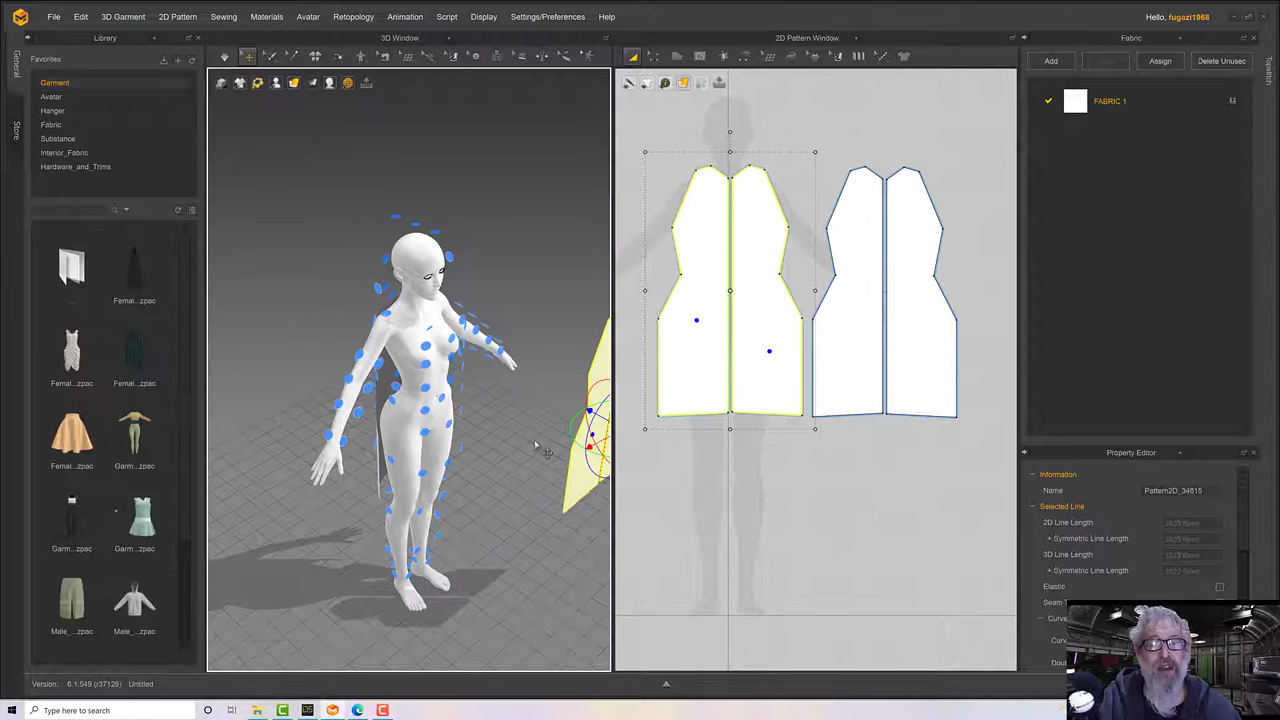 File Edit 3D Garment 2D Pattern Sewing Materials Avatar Retopology Animation Script Display Settings/Preferences Help
Hello, fugazi1968
Library
3D Window
2D Pattern Window
Fabric
General
Store
Topstitch
Favorites
Garment
Avatar
Hanger
Fabric
Substance
Interior_Fabric
Hardware_and_Trims
Add
Assign
Delete Unused
FABRIC 1
..
Femal...zpac
Femal...zpac
Femal...zpac
Femal...zpac
Garm...zpac
Garm...zpac
Garm...zpac
Male_...zpac
Male_...zpac
Property Editor
Information
Name Pattern2D_34615
Selected Line
2D Line Length
+ Symmetric Line Length
3D Line Length
+ Symmetric Line Length
Elastic
Version: 6.1.549 (r37128) Untitled
Type here to search